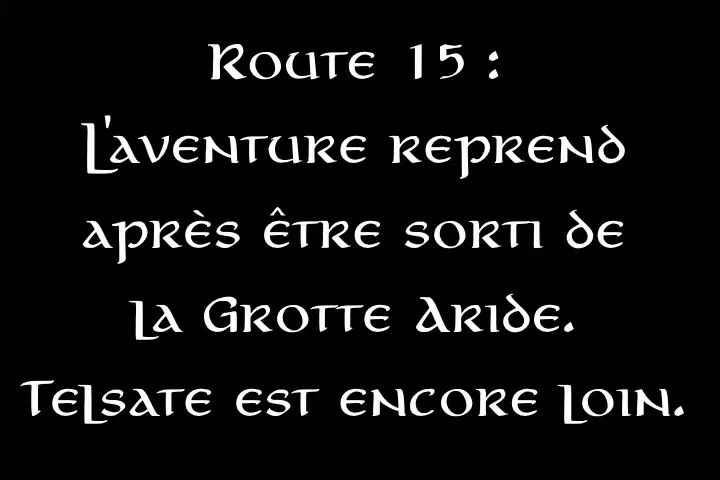 Route 15 :
L'aventure reprend
après être sorti de
la Grotte Aride.
Telsate est encore loin.